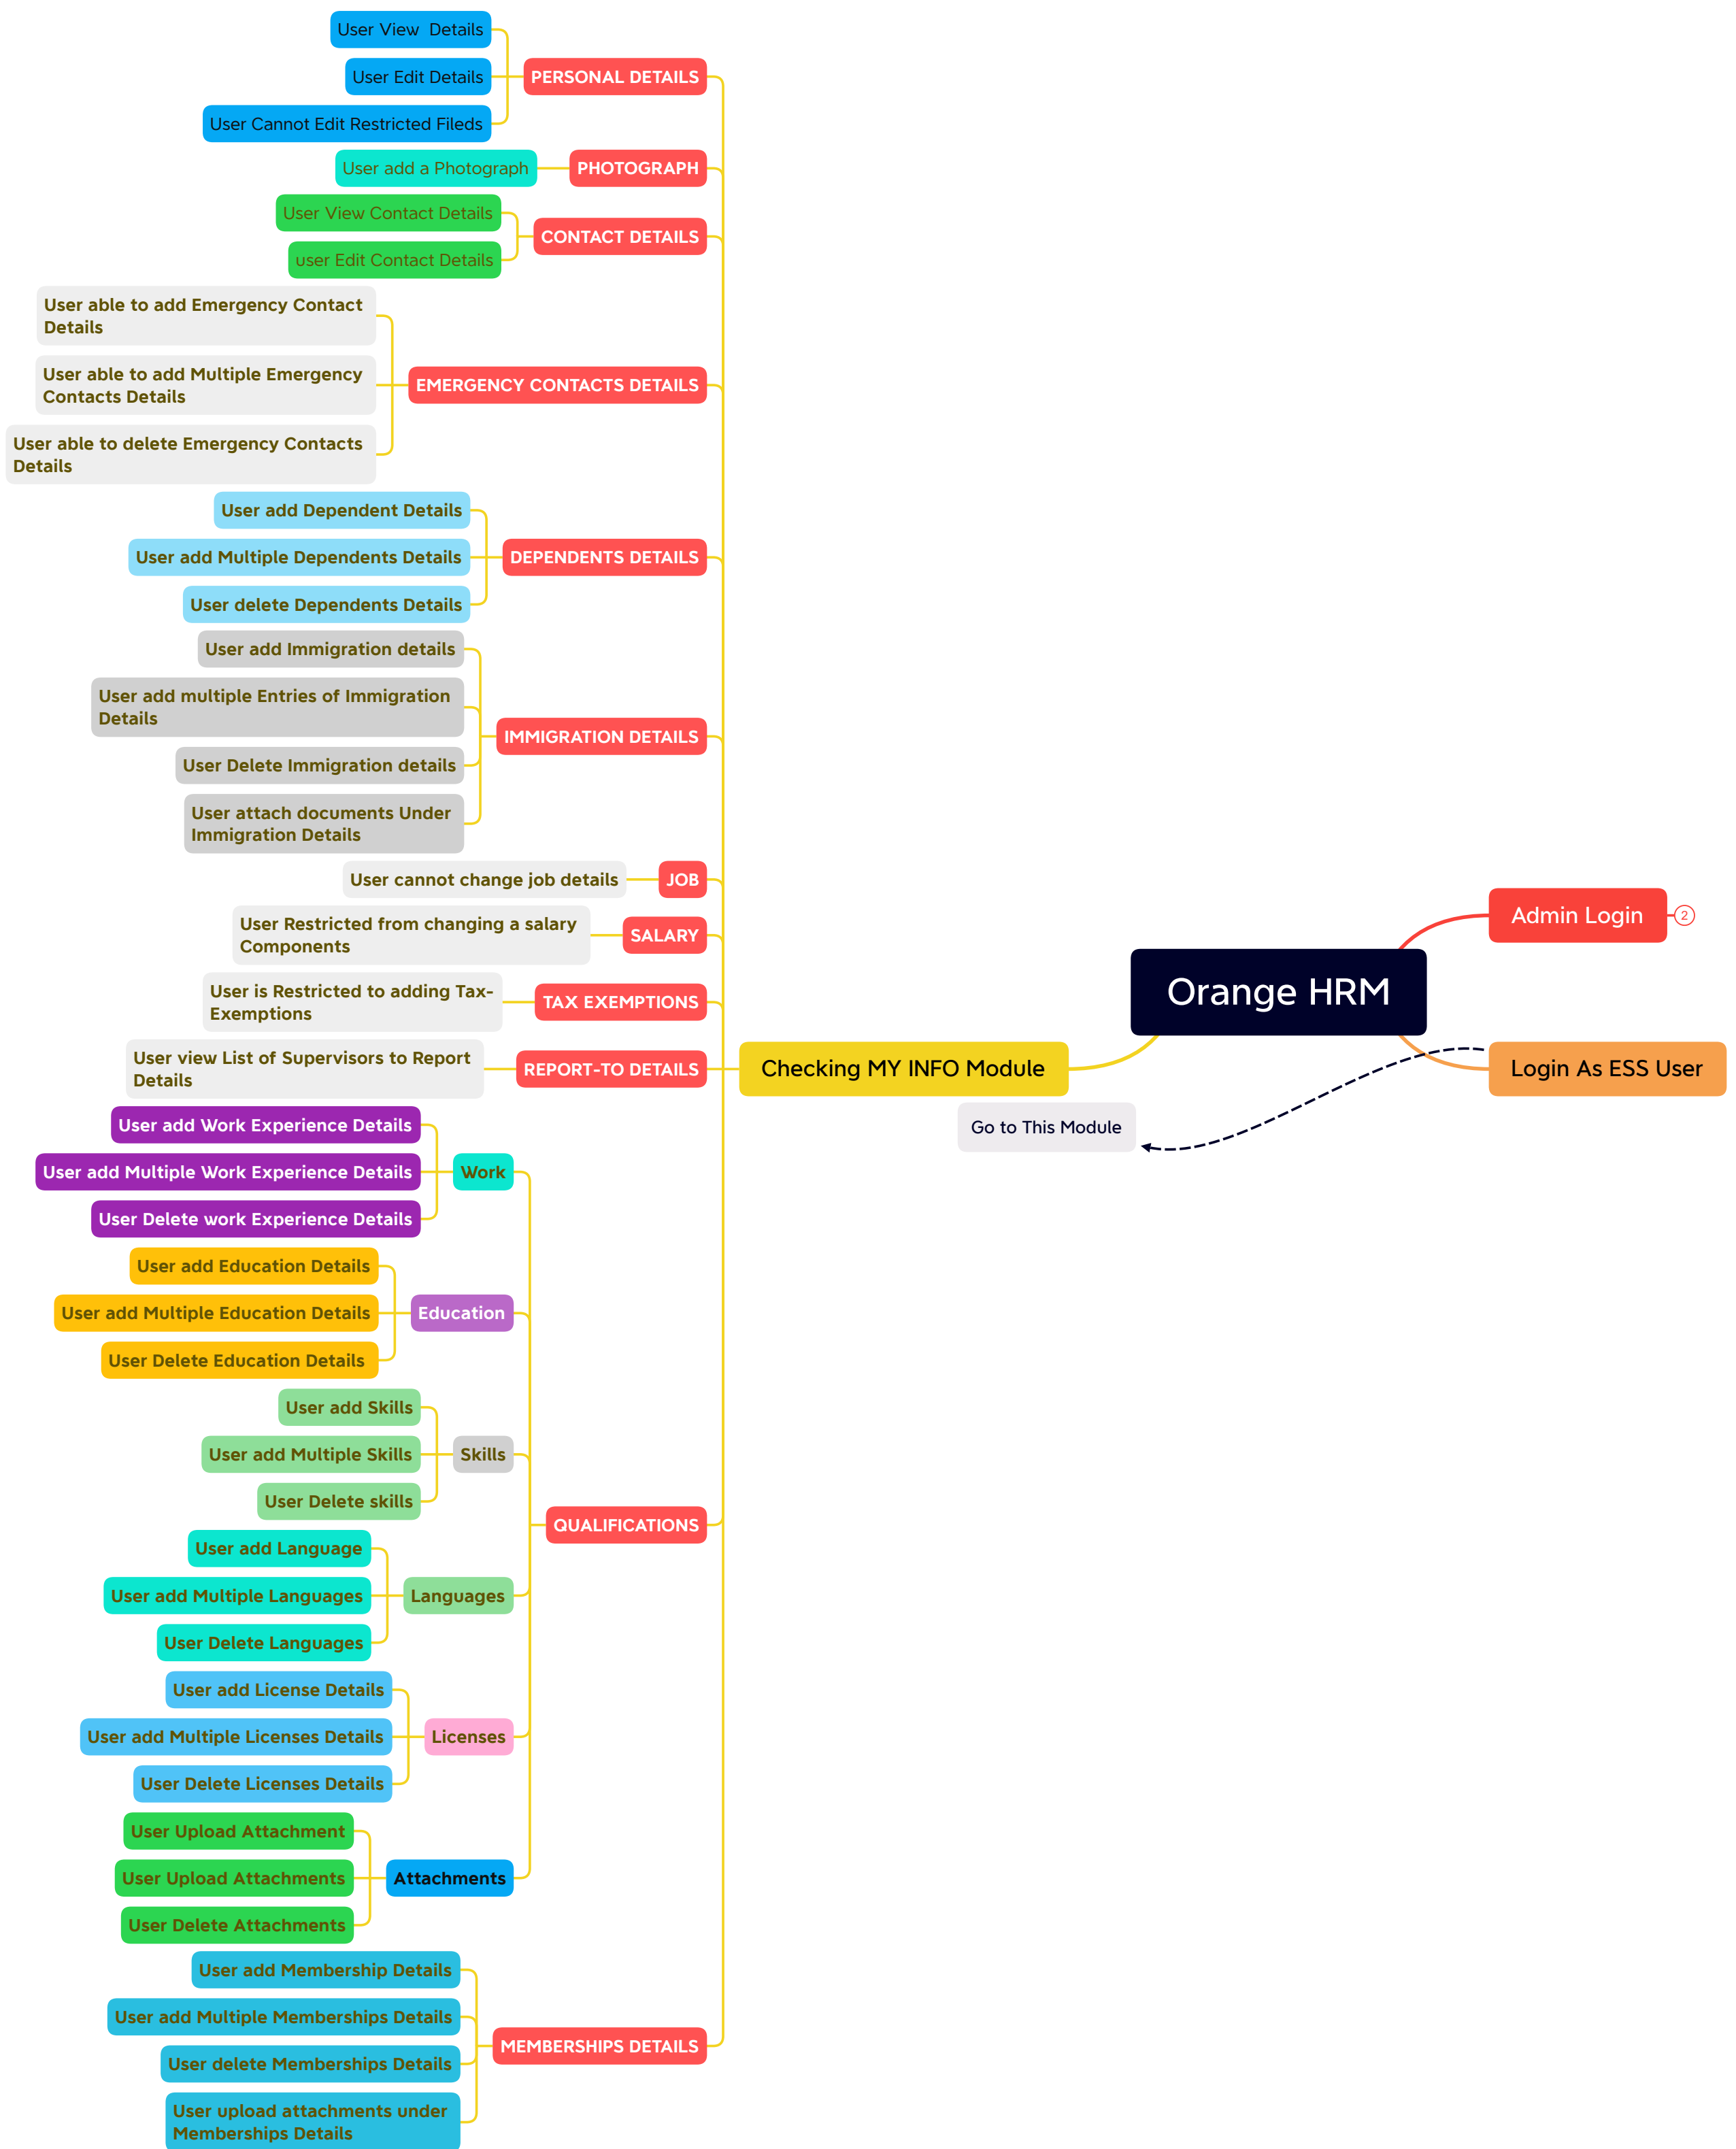 User View  Details
User Edit Details
User Cannot Edit Restricted Fileds
PERSONAL DETAILS
User add a Photograph
PHOTOGRAPH
User View Contact Details
user Edit Contact Details
CONTACT DETAILS
User able to add Emergency Contact
Details
User able to add Multiple Emergency
Contacts Details
User able to delete Emergency Contacts
Details
EMERGENCY CONTACTS DETAILS
User add Dependent Details
User add Multiple Dependents Details
User delete Dependents Details
DEPENDENTS DETAILS
User add Immigration details
User add multiple Entries of Immigration
Details
User Delete Immigration details
User attach documents Under
Immigration Details
IMMIGRATION DETAILS
User cannot change job details
JOB
User Restricted from changing a salary
Components
SALARY
User is Restricted to adding Tax-
Exemptions
TAX EXEMPTIONS
User view List of Supervisors to Report
Details
REPORT-TO DETAILS
User add Work Experience Details
User add Multiple Work Experience Details
User Delete work Experience Details
Work
User add Education Details
User add Multiple Education Details
User Delete Education Details
Education
User add Skills
User add Multiple Skills
User Delete skills
Skills
User add Language
User add Multiple Languages
User Delete Languages
Languages
User add License Details
User add Multiple Licenses Details
User Delete Licenses Details
Licenses
User Upload Attachment
User Upload Attachments
User Delete Attachments
Attachments
QUALIFICATIONS
User add Membership Details
User add Multiple Memberships Details
User delete Memberships Details
User upload attachments under
Memberships Details
MEMBERSHIPS DETAILS
Checking MY INFO Module
Go to This Module
Orange HRM
Admin Login
2
Login As ESS User